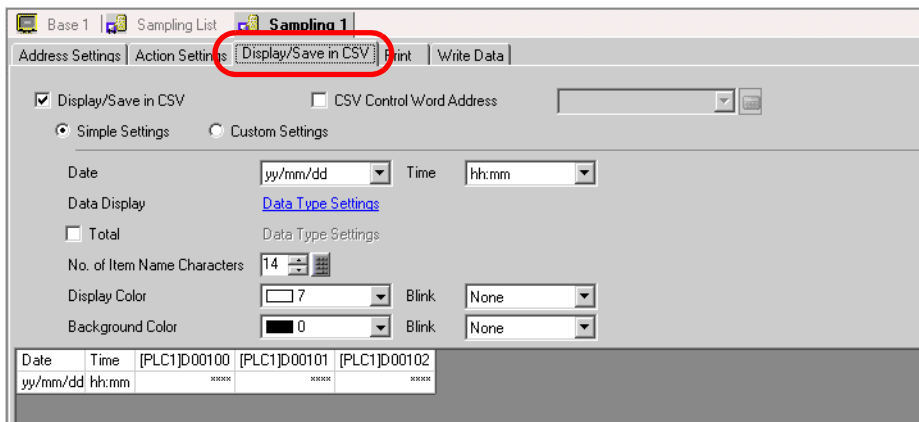 Base 1 Sampling List Sampling 1
Address Settings Action Settings Display/Save in CSV Print Write Data
Display/Save in CSV CSV Control Word Address
Simple Settings Custom Settings
Date yy/mm/dd Time hh:mm
Data Display Data Type Settings
Total Data Type Settings
No. of Item Name Characters 14
Display Color 7 Blink None
Background Color 0 Blink None
Date Time [PLC1]D00100 [PLC1]D00101 [PLC1]D00102
yy/mm/dd hh:mm **** **** ****